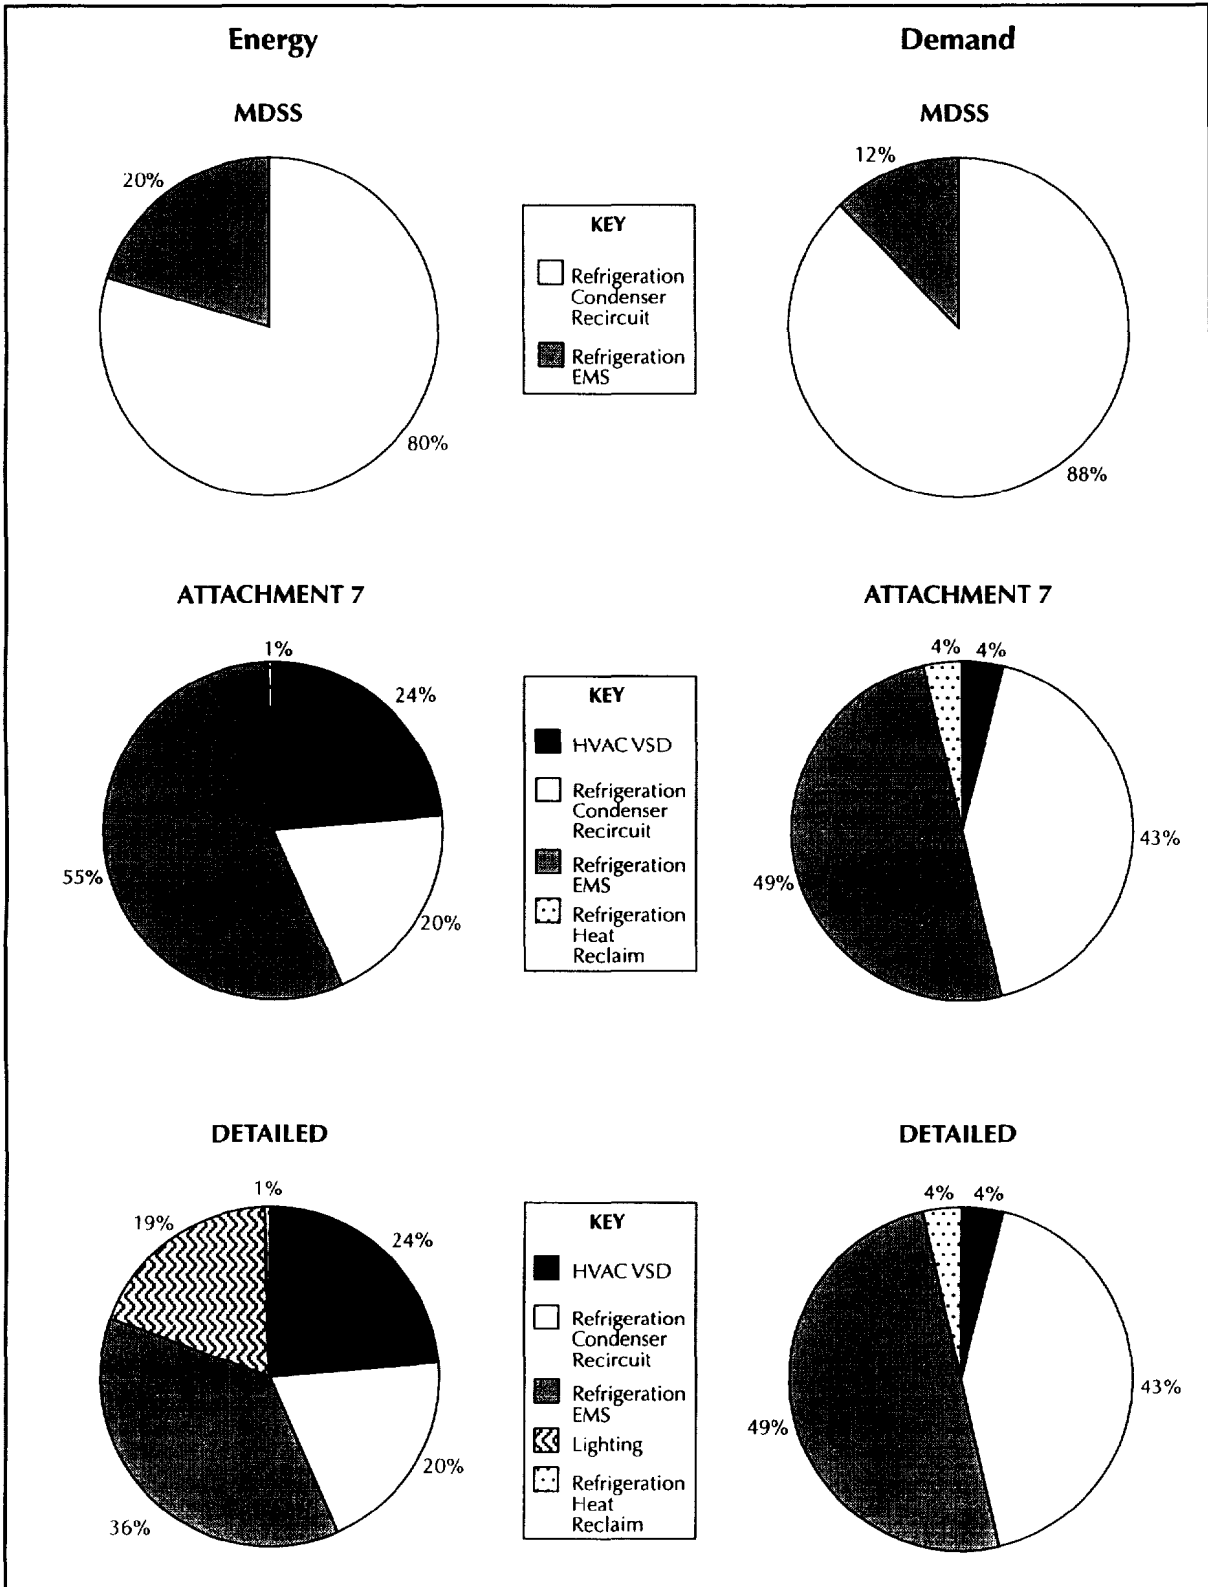 Energy
Demand
MDSS
MDSS
20%
80%
KEY
Refrigeration
Condenser
Recircuit
Refrigeration
EMS
12%
88%
ATTACHMENT 7
ATTACHMENT 7
1%
24%
55%
20%
KEY
HVAC VSD
Refrigeration
Condenser
Recircuit
Refrigeration
EMS
Refrigeration
Heat
Reclaim
4%
4%
43%
49%
DETAILED
DETAILED
1%
19%
24%
20%
36%
KEY
HVAC VSD
Refrigeration
Condenser
Recircuit
Refrigeration
EMS
Lighting
Refrigeration
Heat
Reclaim
4%
4%
43%
49%